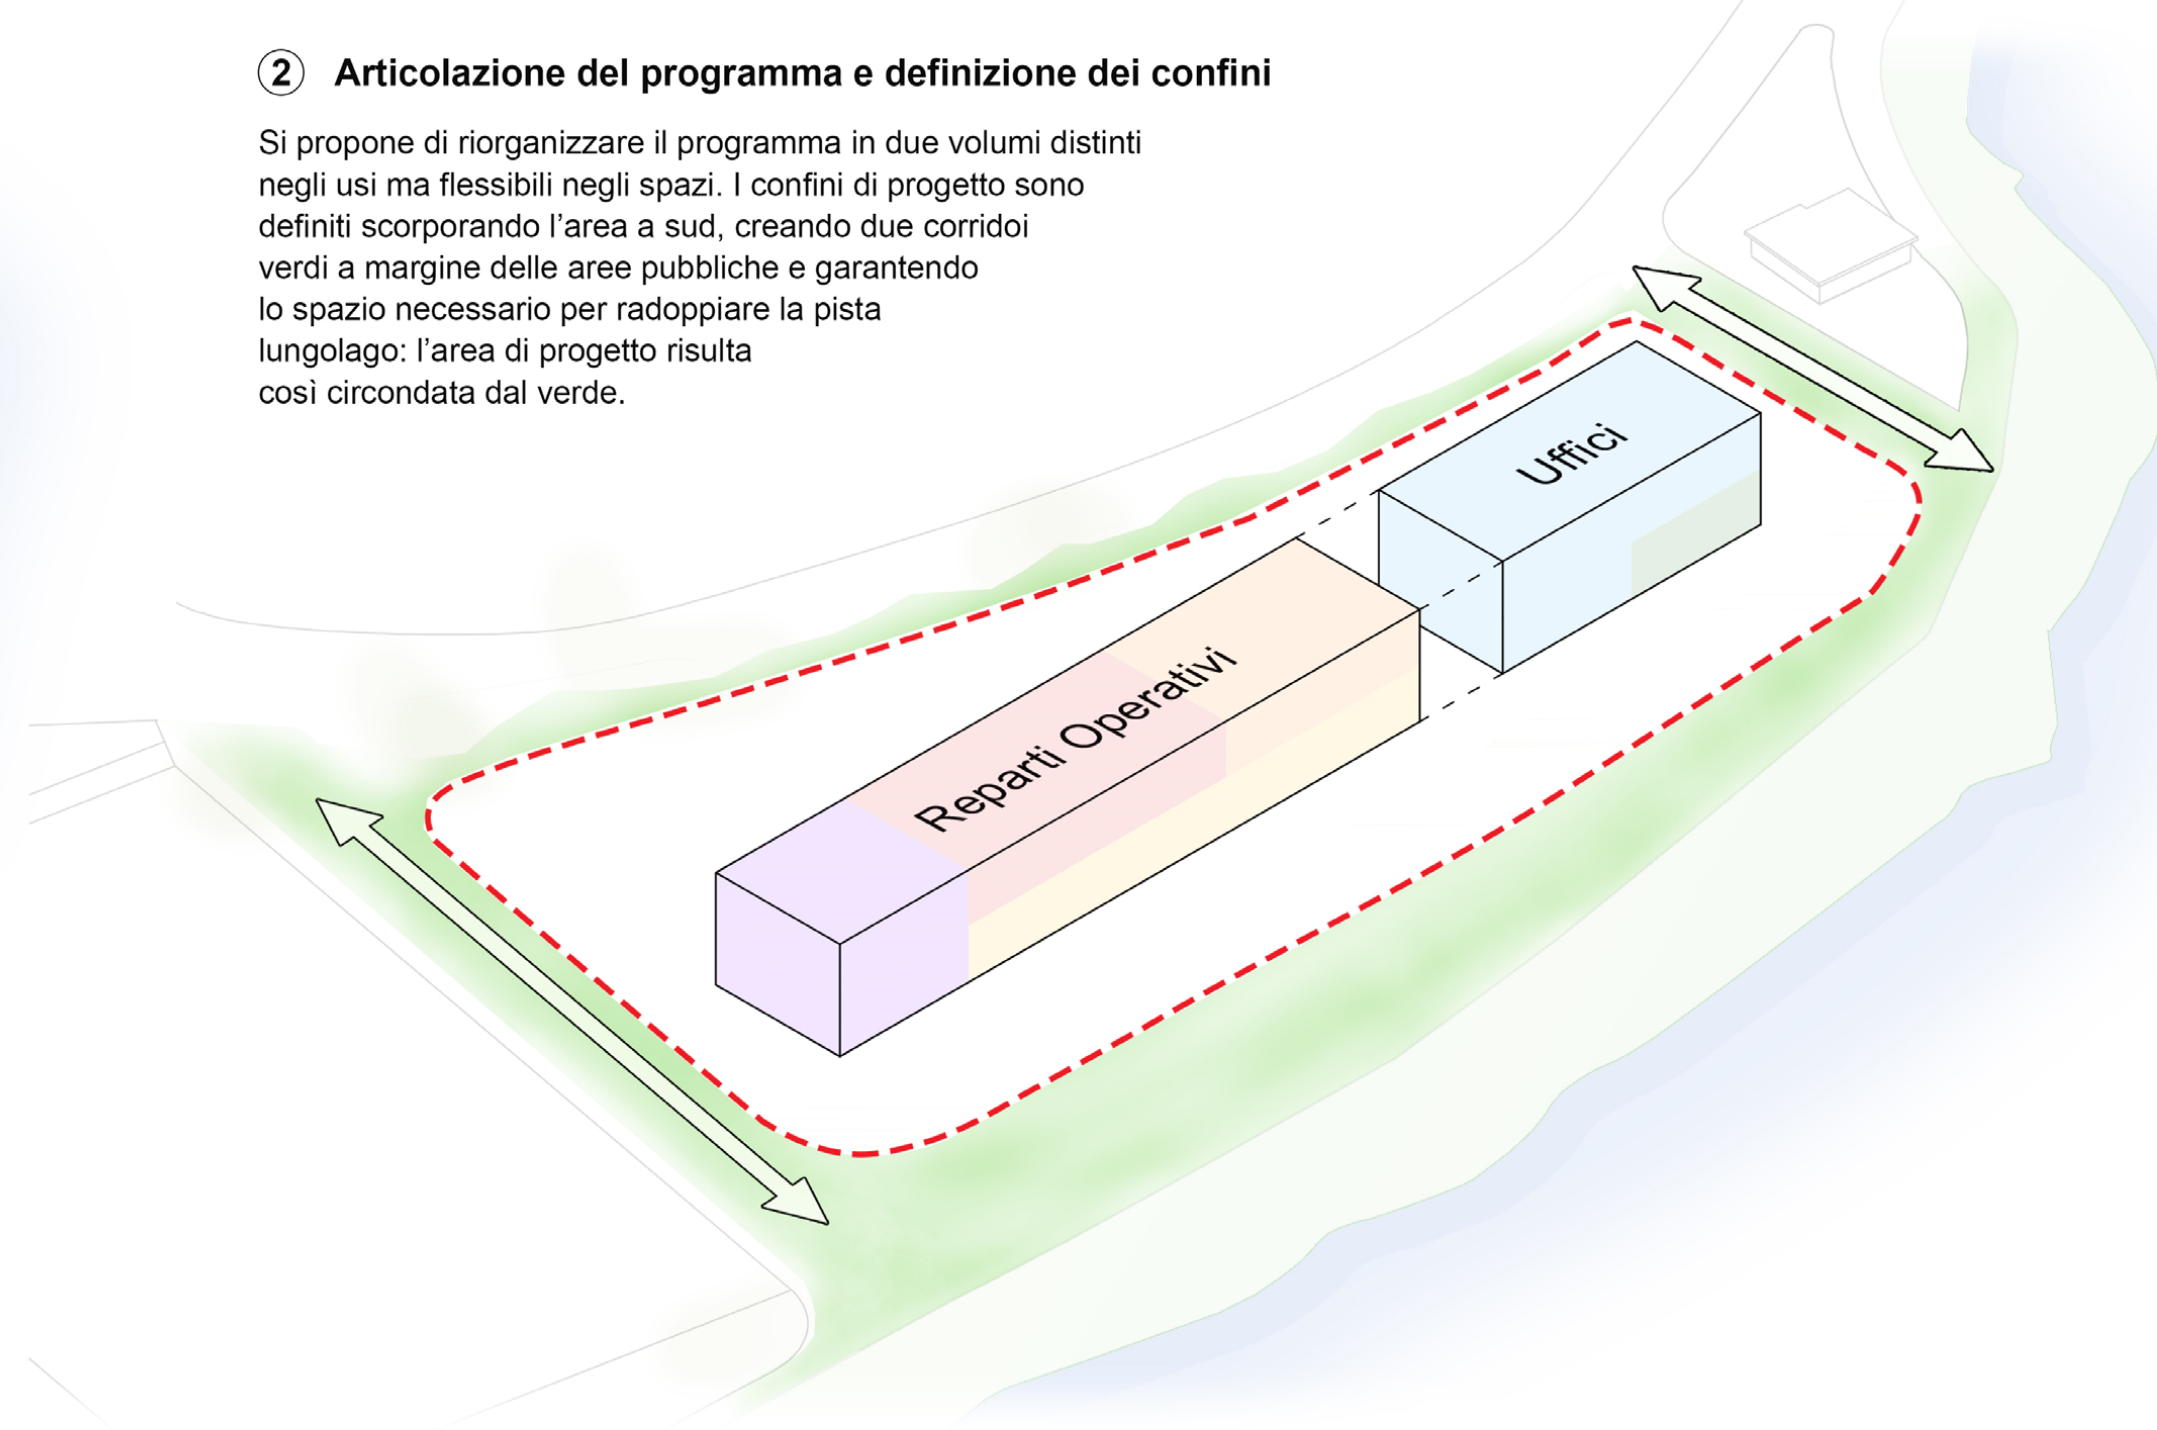 2 Articolazione del programma e definizione dei confini
Si propone di riorganizzare il programma in due volumi distinti
negli usi ma flessibili negli spazi. I confini di progetto sono
definiti scorporando l’area a sud, creando due corridoi
verdi a margine delle aree pubbliche e garantendo
lo spazio necessario per radoppiare la pista
lungolago: l’area di progetto risulta
così circondata dal verde.
Uffici
Reparti Operativi